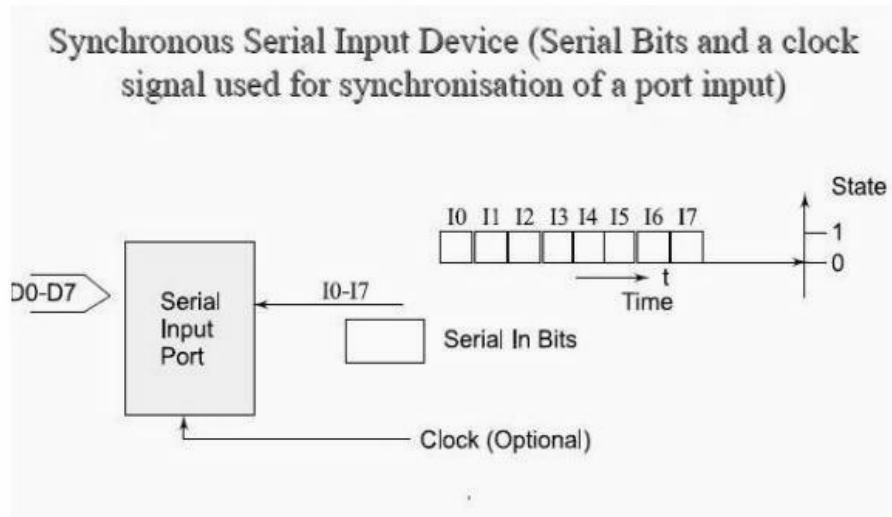 Synchronous Serial Input Device (Serial Bits and a clock
signal used for synchronisation of a port input)
State
I0 I1 I2 I3 I4 I5 I6 I7
1
0
t
Time
D0-D7
I0-I7
Serial
Input
Port
Serial In Bits
Clock (Optional)